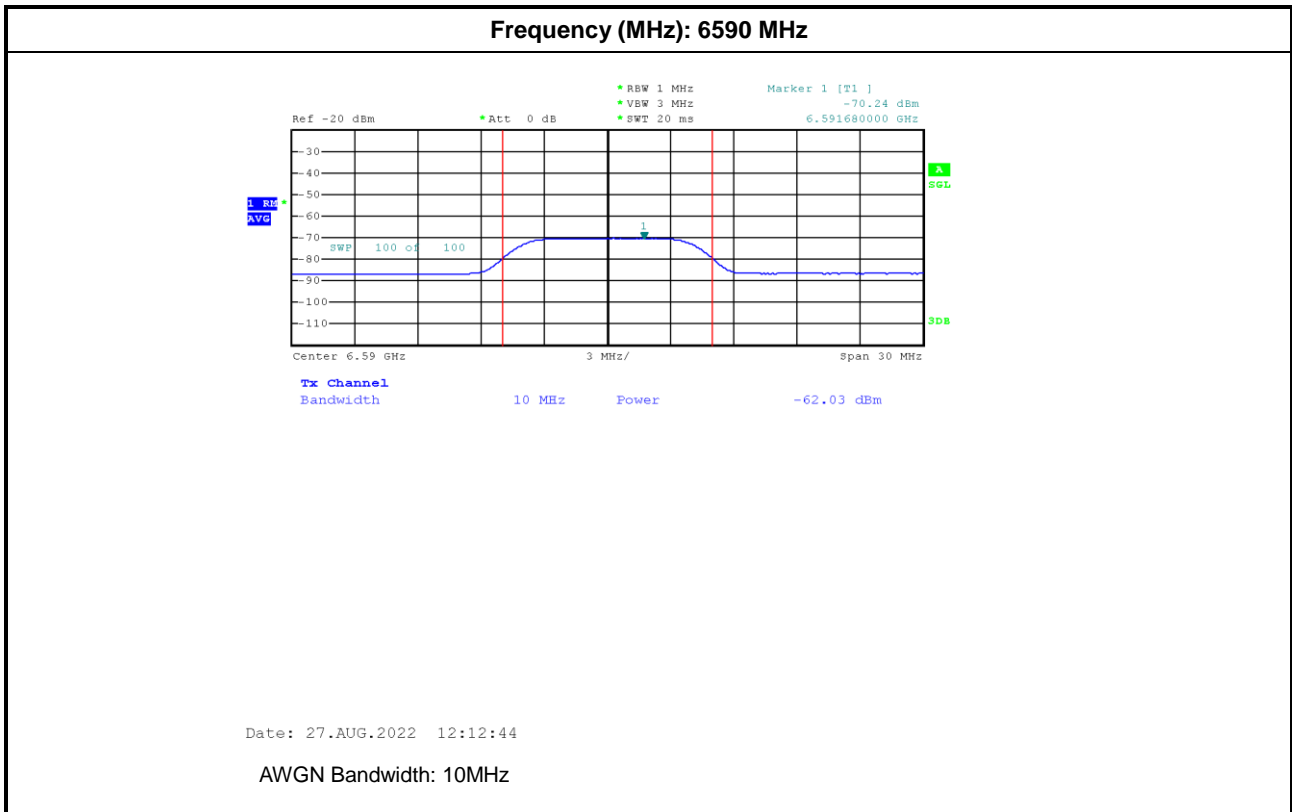 Frequency (MHz): 6590 MHz
*RBW 1 MHz Marker 1 [T1 ]
*VBW 3 MHz -70.24 dBm
Ref -20 dBm *Att 0 dB *SWT 20 ms 6.591680000 GHz
-30
-40
-50
-60
-70
-80
-90
-100
-110
A
SGL
1 RM *
AVG
1
SWP 100 of 100
3DB
Center 6.59 GHz 3 MHz/ Span 30 MHz
Tx Channel
Bandwidth 10 MHz Power -62.03 dBm
Date: 27.AUG.2022 12:12:44
AWGN Bandwidth: 10MHz